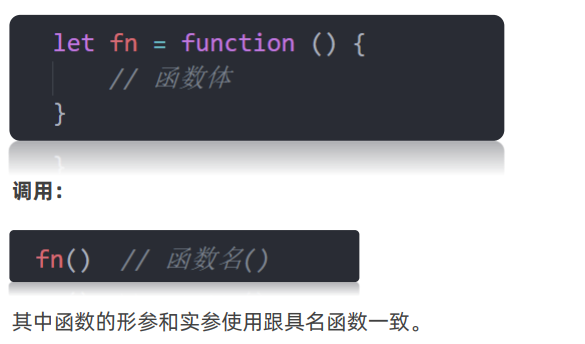 let fn = function () {
// 函数体
}
调用：
fn() // 函数名()
其中函数的形参和实参使用跟具名函数一致。